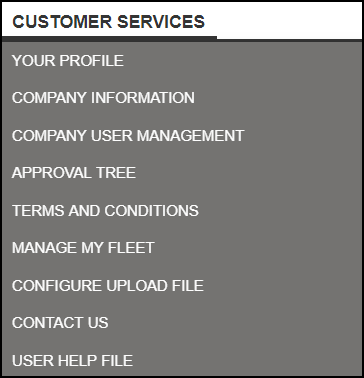 CUSTOMER SERVICES
YOUR PROFILE
COMPANY INFORMATION
COMPANY USER MANAGEMENT
APPROVAL TREE
TERMS AND CONDITIONS
MANAGE MY FLEET
CONFIGURE UPLOAD FILE
CONTACT US
USER HELP FILE